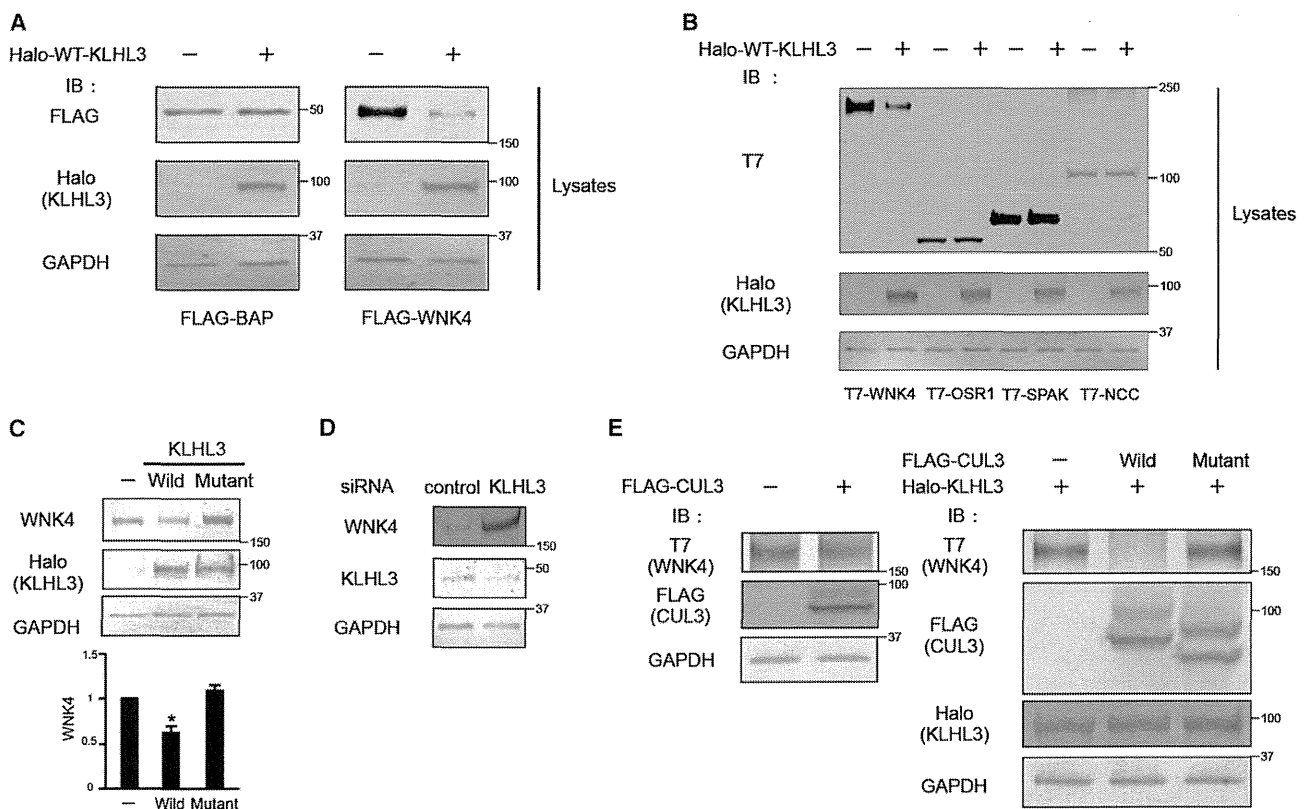 A
Halo-WT-KLHL3 − + − +
IB :
FLAG
50
150
Halo
(KLHL3)
100
100
Lysates
GAPDH
37
37
FLAG-BAP FLAG-WNK4
B
Halo-WT-KLHL3 − + − + − + − +
IB :
T7
250
100
50
Halo
(KLHL3)
100
Lysates
GAPDH
37
T7-WNK4 T7-OSR1 T7-SPAK T7-NCC
C
KLHL3
− Wild Mutant
WNK4
150
Halo
(KLHL3)
100
GAPDH
37
WNK4
1.5
1
0.5
0
*
− Wild Mutant
D
siRNA control KLHL3
WNK4
150
KLHL3
50
GAPDH
37
E
FLAG-CUL3 − +
IB :
T7
(WNK4)
150
FLAG
(CUL3)
100
GAPDH
37
FLAG-CUL3 − Wild Mutant
Halo-KLHL3 + + +
IB :
T7
(WNK4)
150
FLAG
(CUL3)
100
Halo
(KLHL3)
100
GAPDH
37